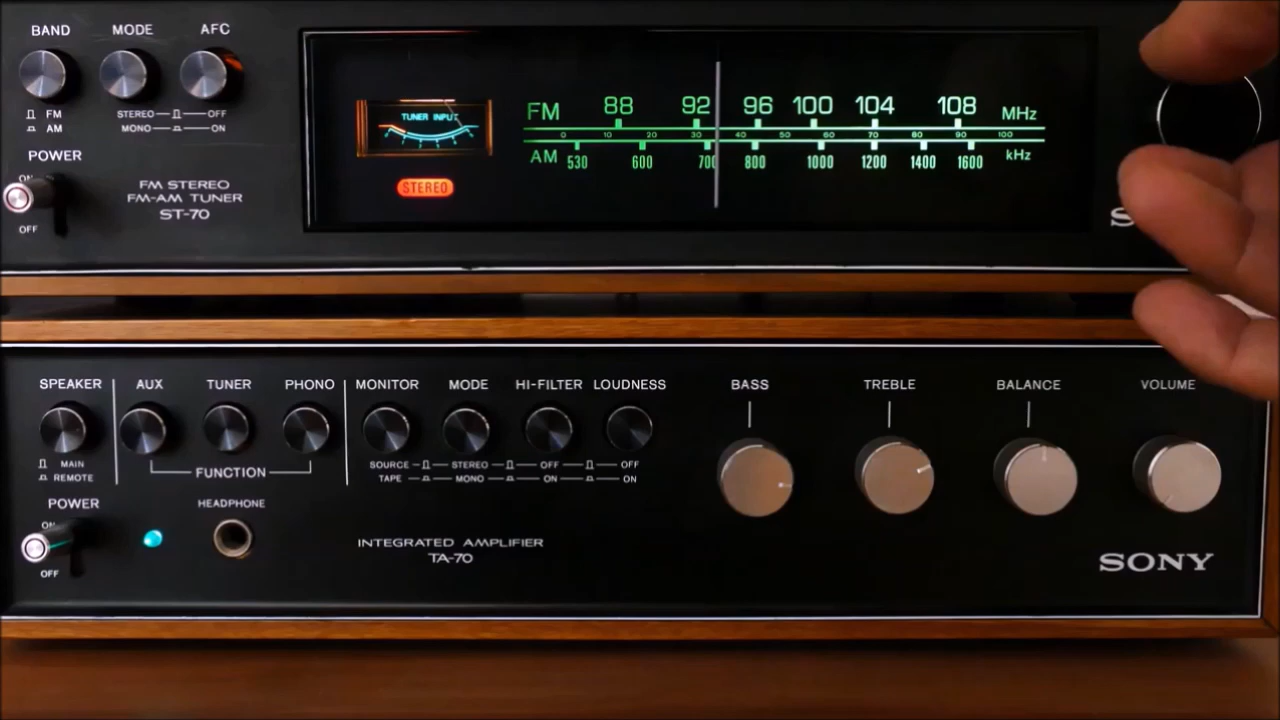 BAND MODE AFC
FM STEREO OFF
AM MONO ON
POWER
ON
OFF
FM STEREO
FM-AM TUNER
ST-70
TUNER INPUT
STEREO
FM 88 92 96 100 104 108 MHz
0 10 20 30 40 50 60 70 80 90 100
AM 530 600 700 800 1000 1200 1400 1600 kHz
S
SPEAKER AUX TUNER PHONO MONITOR MODE HI-FILTER LOUDNESS BASS TREBLE BALANCE VOLUME
MAIN SOURCE STEREO OFF OFF
REMOTE FUNCTION TAPE MONO ON ON
POWER HEADPHONE
ON
OFF
INTEGRATED AMPLIFIER
TA-70
SONY